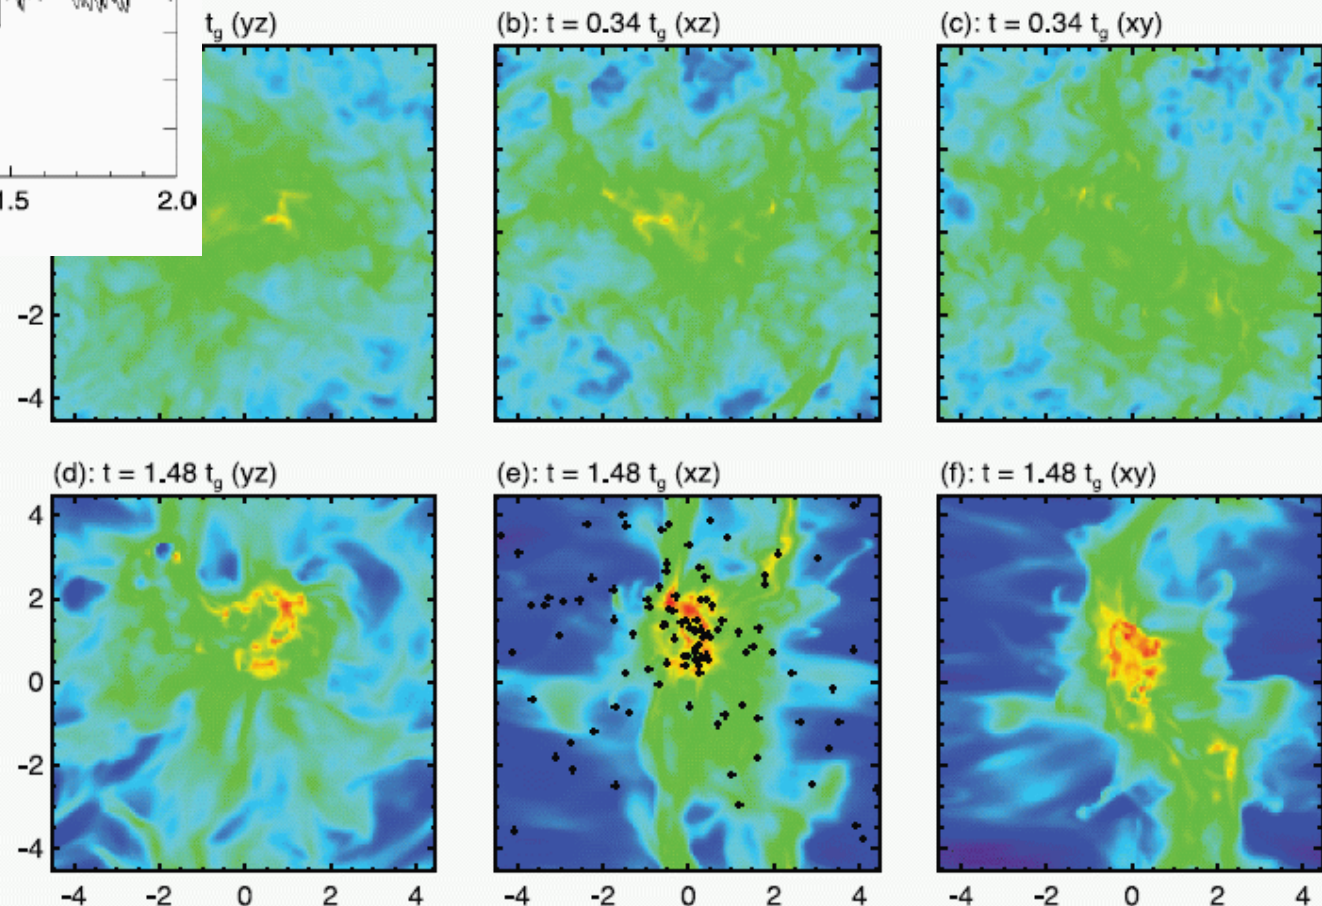 t_g (yz)
(b): t = 0.34 t_g (xz)
(c): t = 0.34 t_g (xy)
1.5
2.0
-2
-4
(d): t = 1.48 t_g (yz)
(e): t = 1.48 t_g (xz)
(f): t = 1.48 t_g (xy)
4
2
0
-2
-4
-4 -2 0 2 4
-4 -2 0 2 4
-4 -2 0 2 4